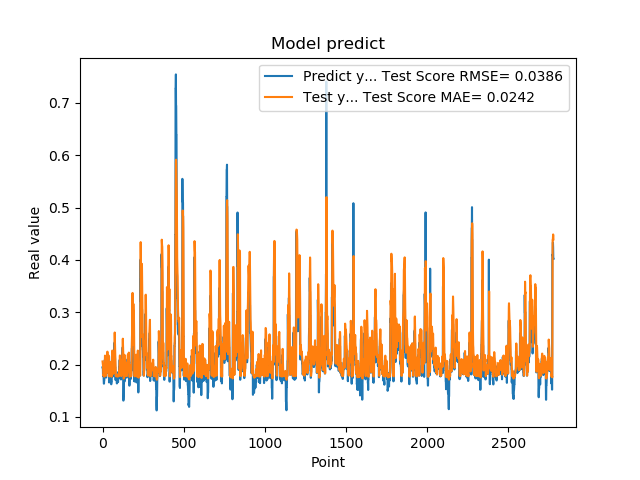 Model predict
Predict y... Test Score RMSE= 0.0386
Test y... Test Score MAE= 0.0242
Real value
0.7
0.6
0.5
0.4
0.3
0.2
0.1
0 500 1000 1500 2000 2500
Point